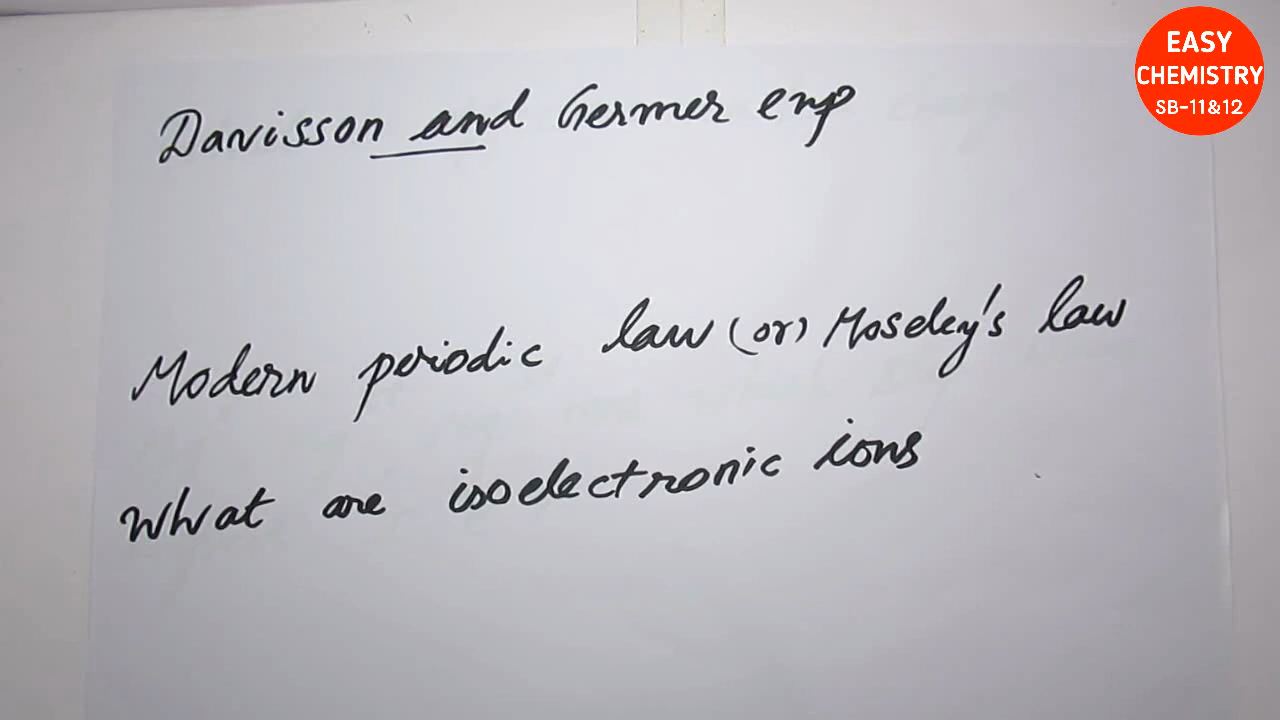 EASY
CHEMISTRY
SB-11&12
Davisson and Germer exp
Modern periodic law (or) Moseley's law
What are isoelectronic ions